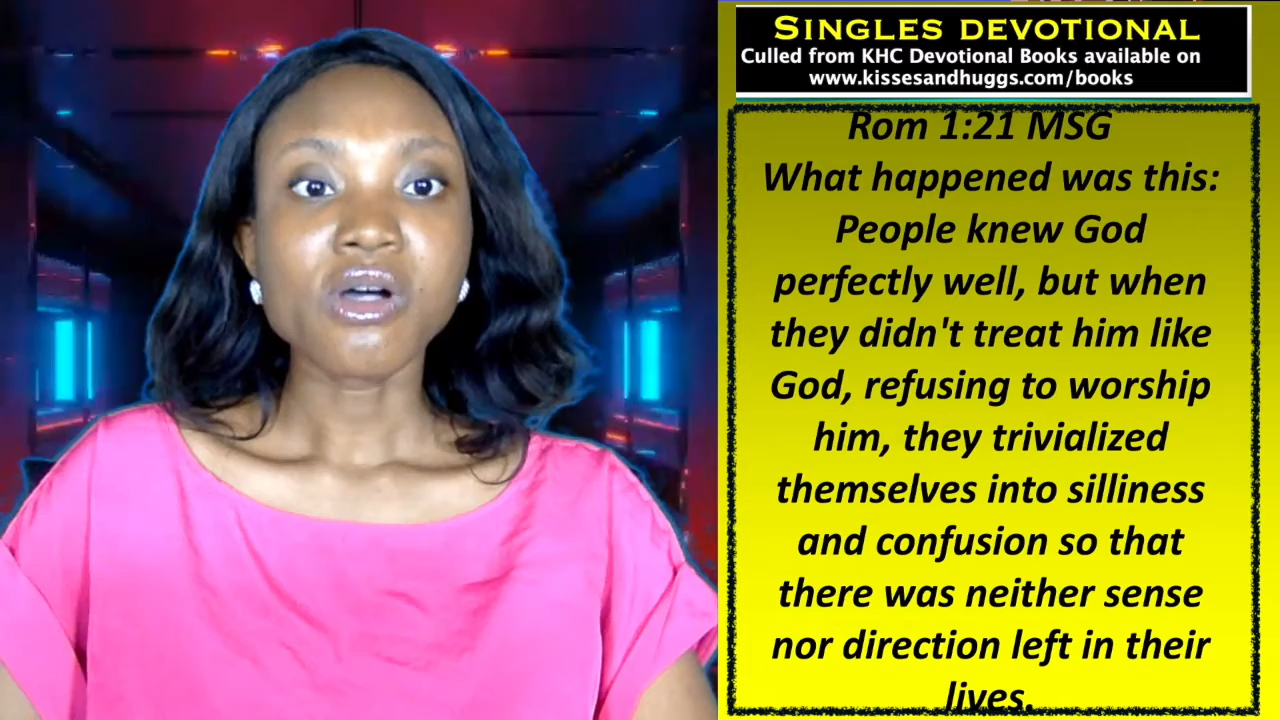 SINGLES DEVOTIONAL
Culled from KHC Devotional Books available on
www.kissesandhuggs.com/books
Rom 1:21 MSG
What happened was this:
People knew God
perfectly well, but when
they didn't treat him like
God, refusing to worship
him, they trivialized
themselves into silliness
and confusion so that
there was neither sense
nor direction left in their
lives.